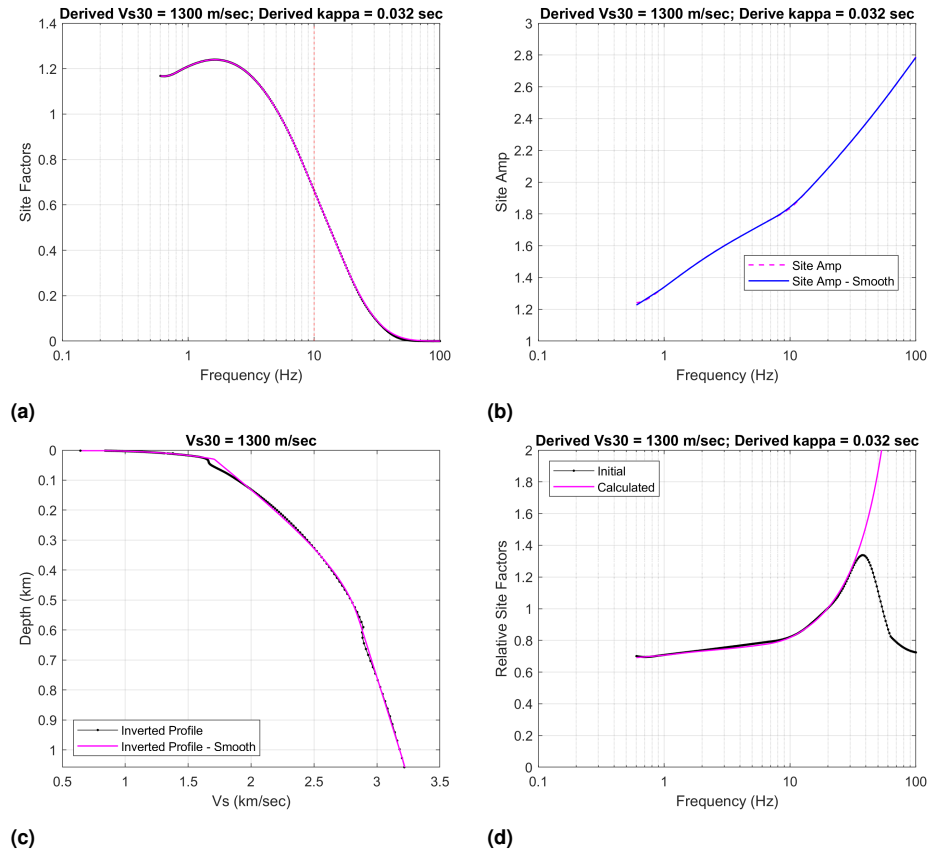 Derived Vs30 = 1300 m/sec; Derive kappa = 0.032 sec
1.4
1.2
1
0.8
0.6
0.4
0.2
0
Site Factors
0.1
1
10
100
Frequency (Hz)
(a)
Derived Vs30 = 1300 m/sec; Derive kappa = 0.032 sec
3
2.8
2.6
2.4
2.2
2
1.8
1.6
1.4
1.2
1
Site Amp
Site Amp
Site Amp - Smooth
0.1
1
10
100
Frequency (Hz)
(b)
Vs30 = 1300 m/sec
0
0.1
0.2
0.3
0.4
0.5
0.6
0.7
0.8
0.9
1
Depth (km)
Inverted Profile
Inverted Profile - Smooth
0.5
1
1.5
2
2.5
3
3.5
Vs (km/sec)
(c)
Derived Vs30 = 1300 m/sec; Derived kappa = 0.032 sec
2
1.8
1.6
1.4
1.2
1
0.8
0.6
0.4
0.2
0
Relative Site Factors
Initial
Calculated
0.1
1
10
100
Frequency (Hz)
(d)